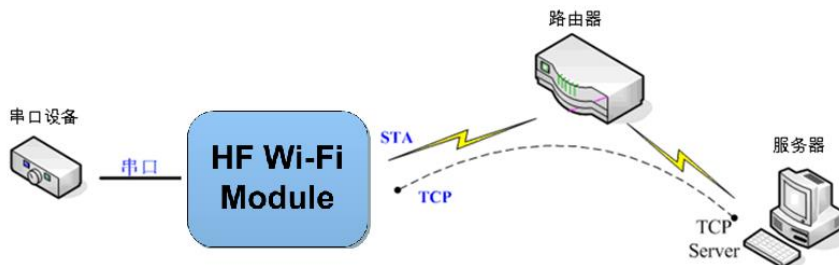 路由器
串口设备
串口
HF Wi-Fi
Module
STA
TCP
服务器
TCP
Server